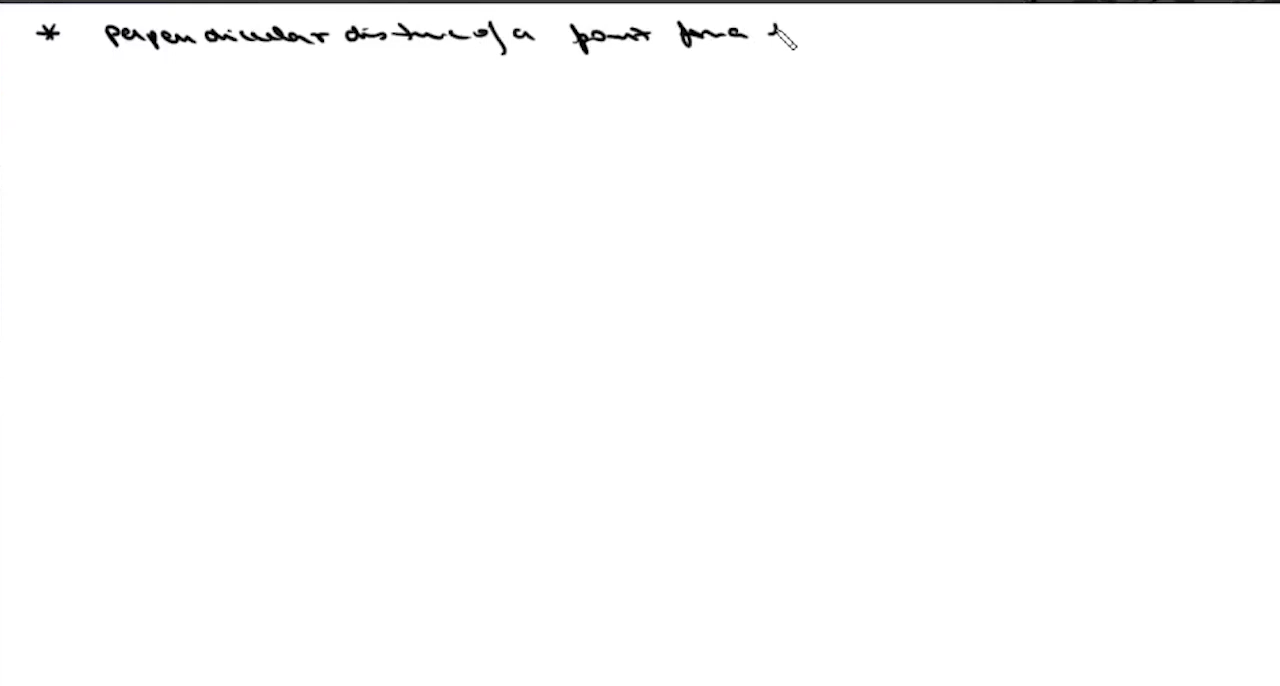 * perpendicular distance of a point from a